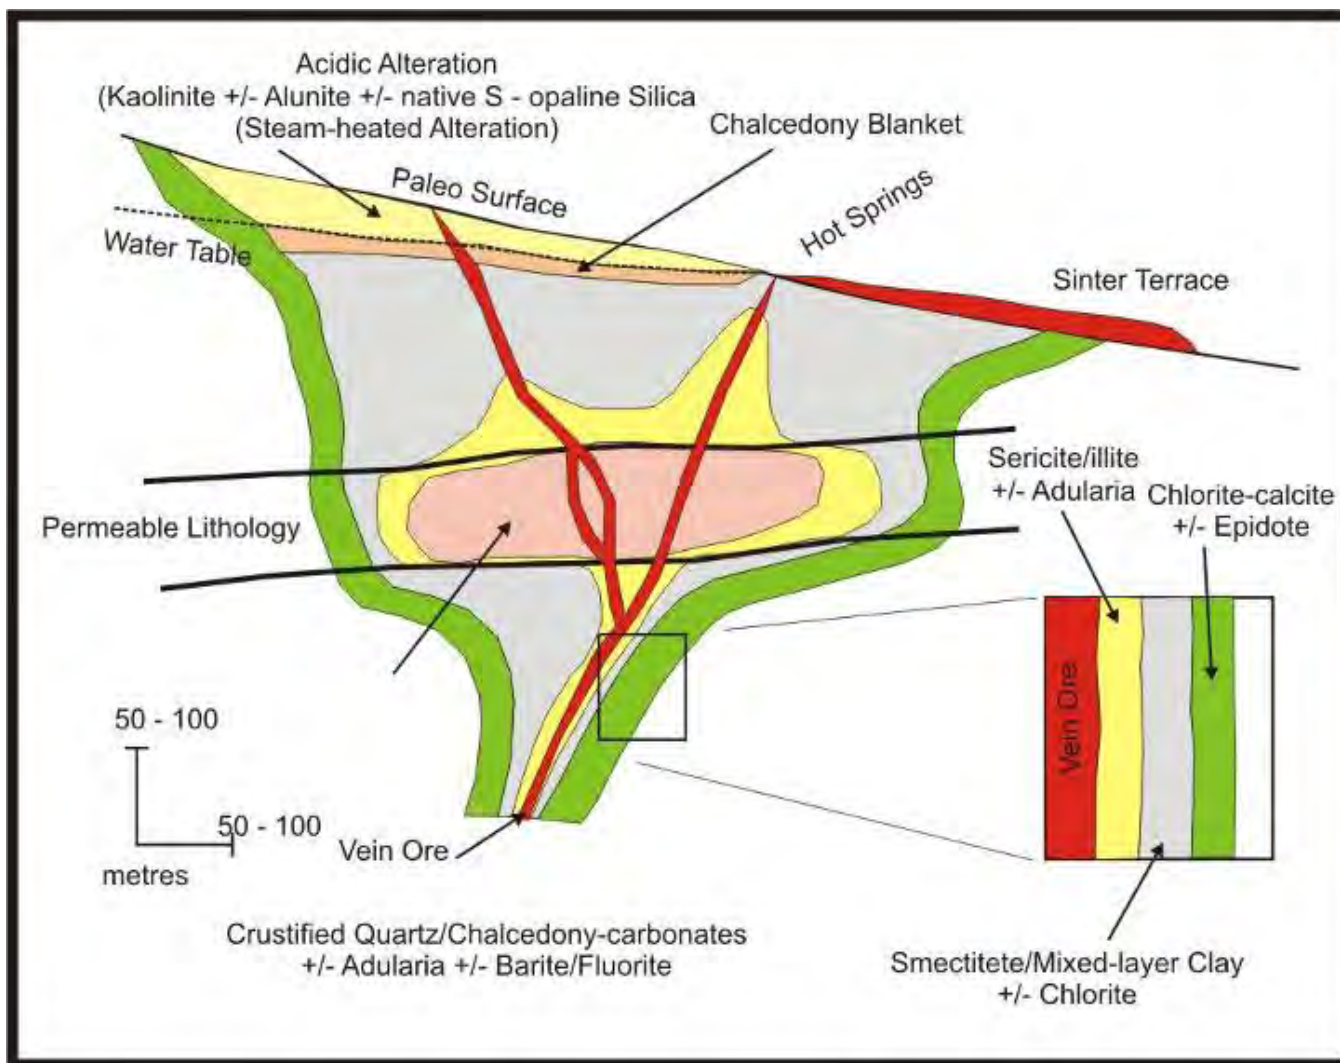 Acidic Alteration
(Kaolinite +/- Alunite +/- native S - opaline Silica
(Steam-heated Alteration)
Chalcedony Blanket
Paleo Surface
Hot Springs
Water Table
Sinter Terrace
Sericite/illite
+/- Adularia
Chlorite-calcite
+/- Epidote
Permeable Lithology
Vein Ore
50 - 100
50 - 100
metres
Vein Ore
Crustified Quartz/Chalcedony-carbonates
+/- Adularia +/- Barite/Fluorite
Smectitete/Mixed-layer Clay
+/- Chlorite